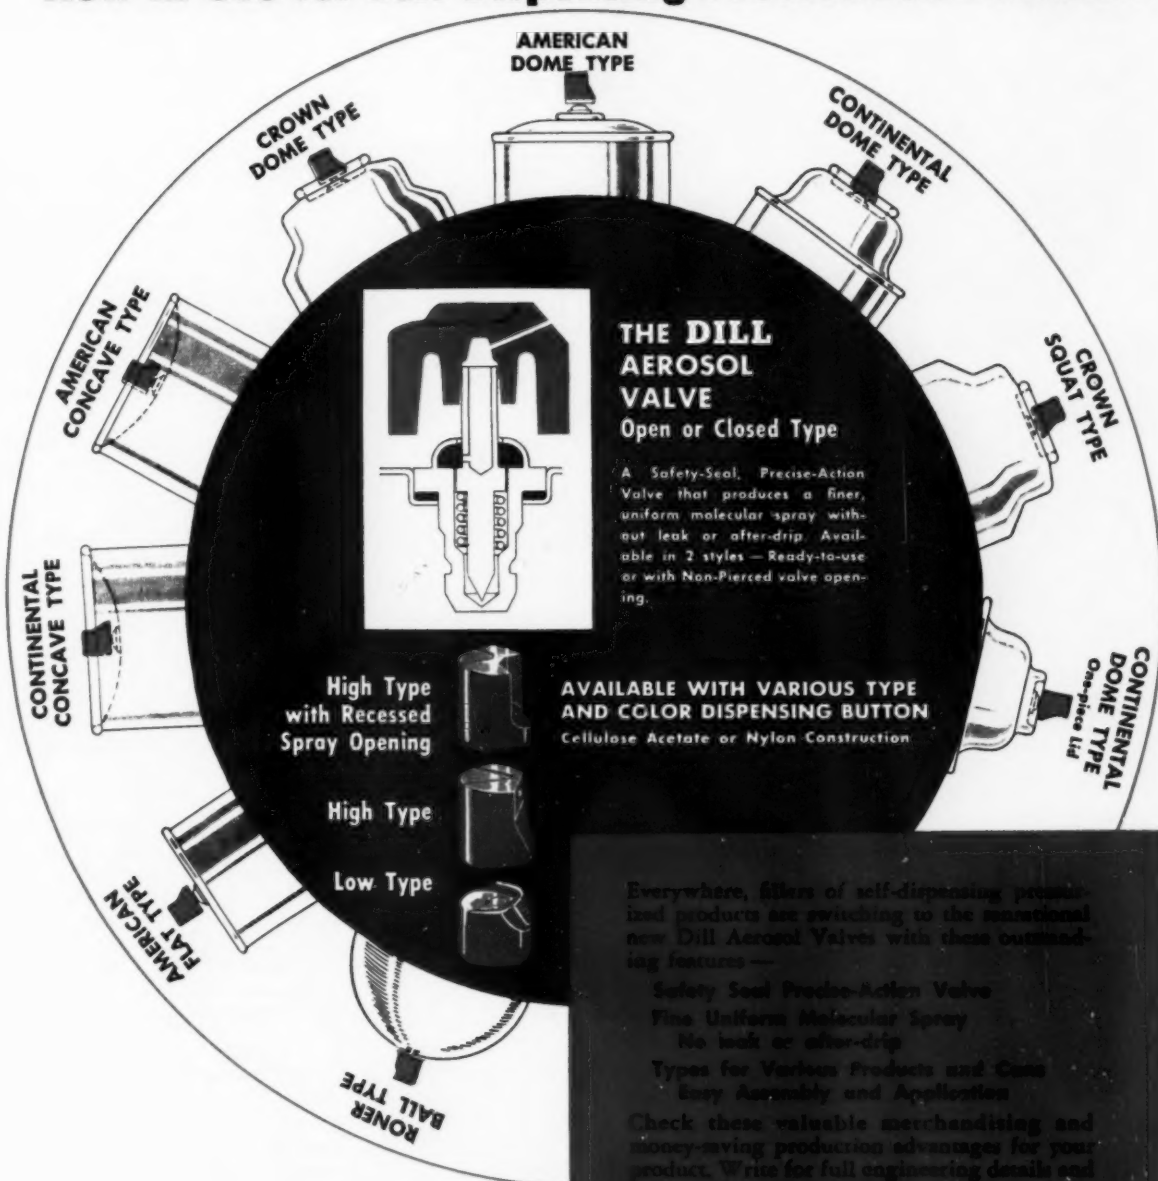 AMERICAN
DOME TYPE
CONTINENTAL
DOME TYPE
CROWN
SQUAT TYPE
CONTINENTAL
DOME TYPE
One-piece lid
CROWN
DOME TYPE
AMERICAN
CONCAVE TYPE
CONTINENTAL
CONCAVE TYPE
AMERICAN
FLAT TYPE
RONER
BALL TYPE
THE DILL
AEROSOL
VALVE
Open or Closed Type
A Safety-Seal, Precise-Action
Valve that produces a finer,
uniform molecular spray with-
out leak or after-drip. Avail-
able in 2 styles — Ready-to-use
or with Non-Pierced valve open-
ing.
High Type
with Recessed
Spray Opening
High Type
Low Type
AVAILABLE WITH VARIOUS TYPE
AND COLOR DISPENSING BUTTON
Cellulose Acetate or Nylon Construction
Everywhere, fillers of self-dispensing pressur-
ized products are switching to the sensational
new Dill Aerosol Valves with these outstand-
ing features —
Safety Seal Precise-Action Valve
Fine Uniform Molecular Spray
No leak or after-drip
Types for Various Products and Cans
Easy Assembly and Application
Check these valuable merchandising and
money-saving production advantages for your
product. Write for full engineering details and